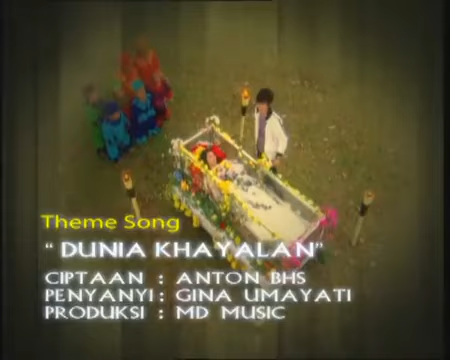 Theme Song
“ DUNIA KHAYALAN”
CIPTAAN : ANTON BHS
PENYANYI : GINA UMAYATI
PRODUKSI : MD MUSIC